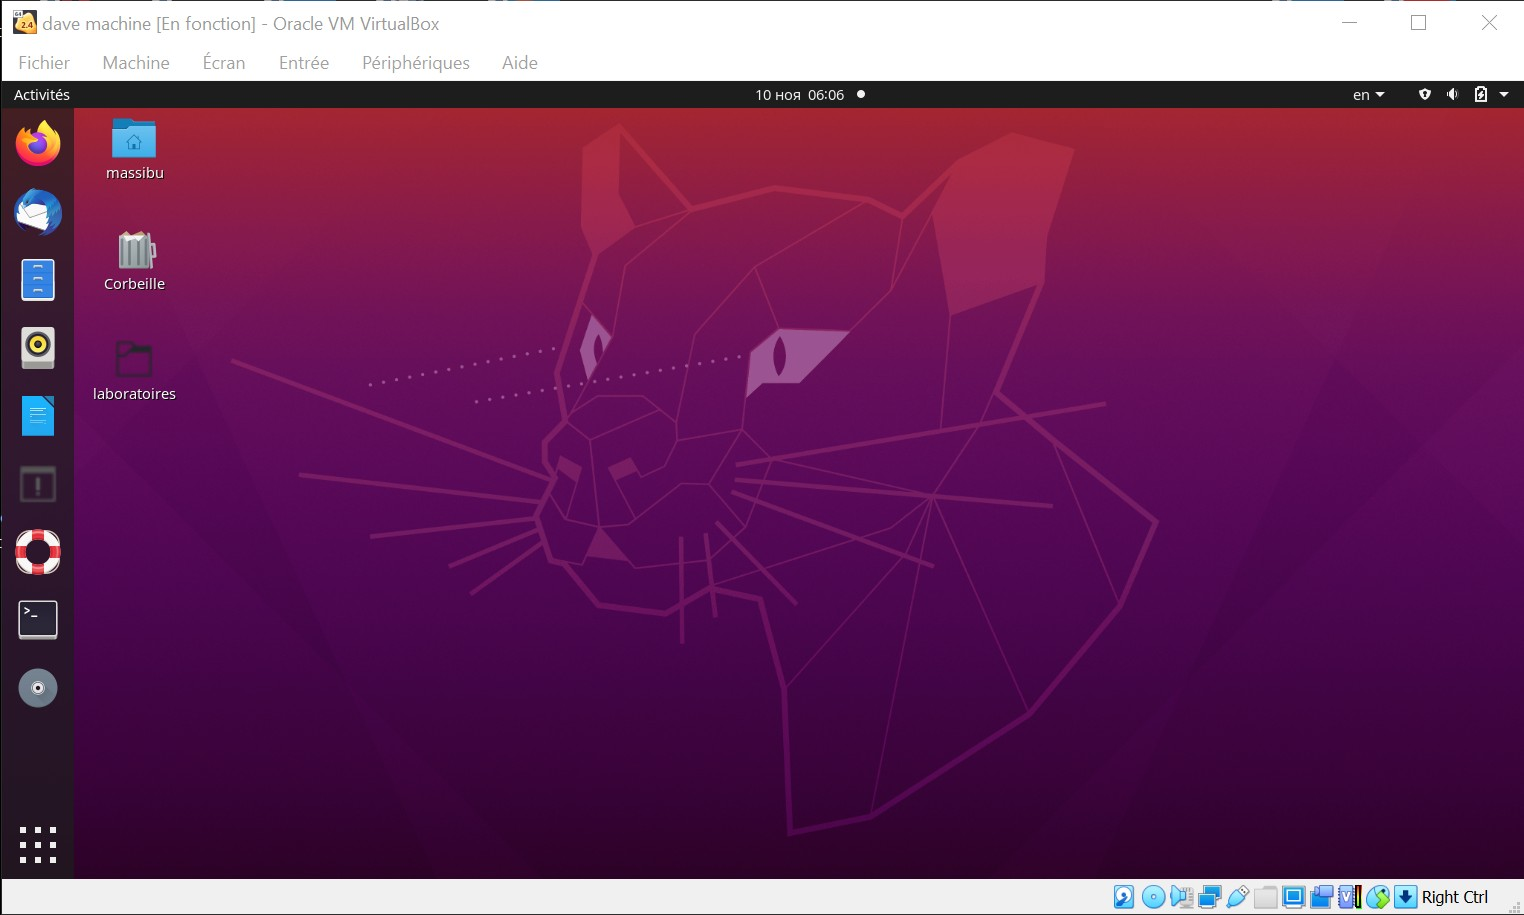 dave machine [En fonction] - Oracle VM VirtualBox
Fichier Machine Écran Entrée Périphériques Aide
Activités 10 ноя 06:06 en
massibu
Corbeille
laboratoires
>_
Right Ctrl